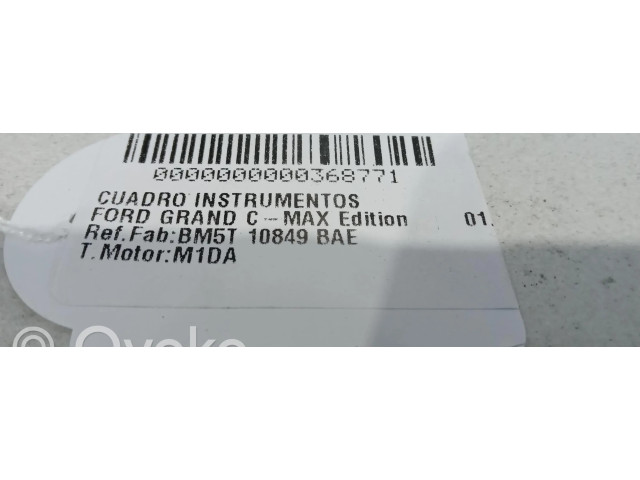 0000000000368771
CUADRO INSTRUMENTOS
FORD GRAND C - MAX Edition 01.
Ref.Fab:BM5T 10849 BAE
T.Motor:M1DA
Ovoko